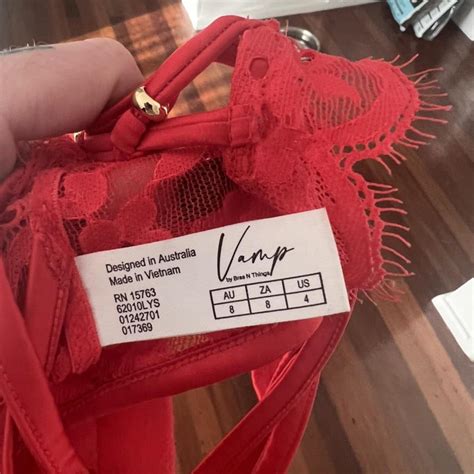 Designed in Australia
Made in Vietnam
RN 15763
62010LYS
01242701
017369
Vamp
by Bras N Things
AU ZA US
8 8 4